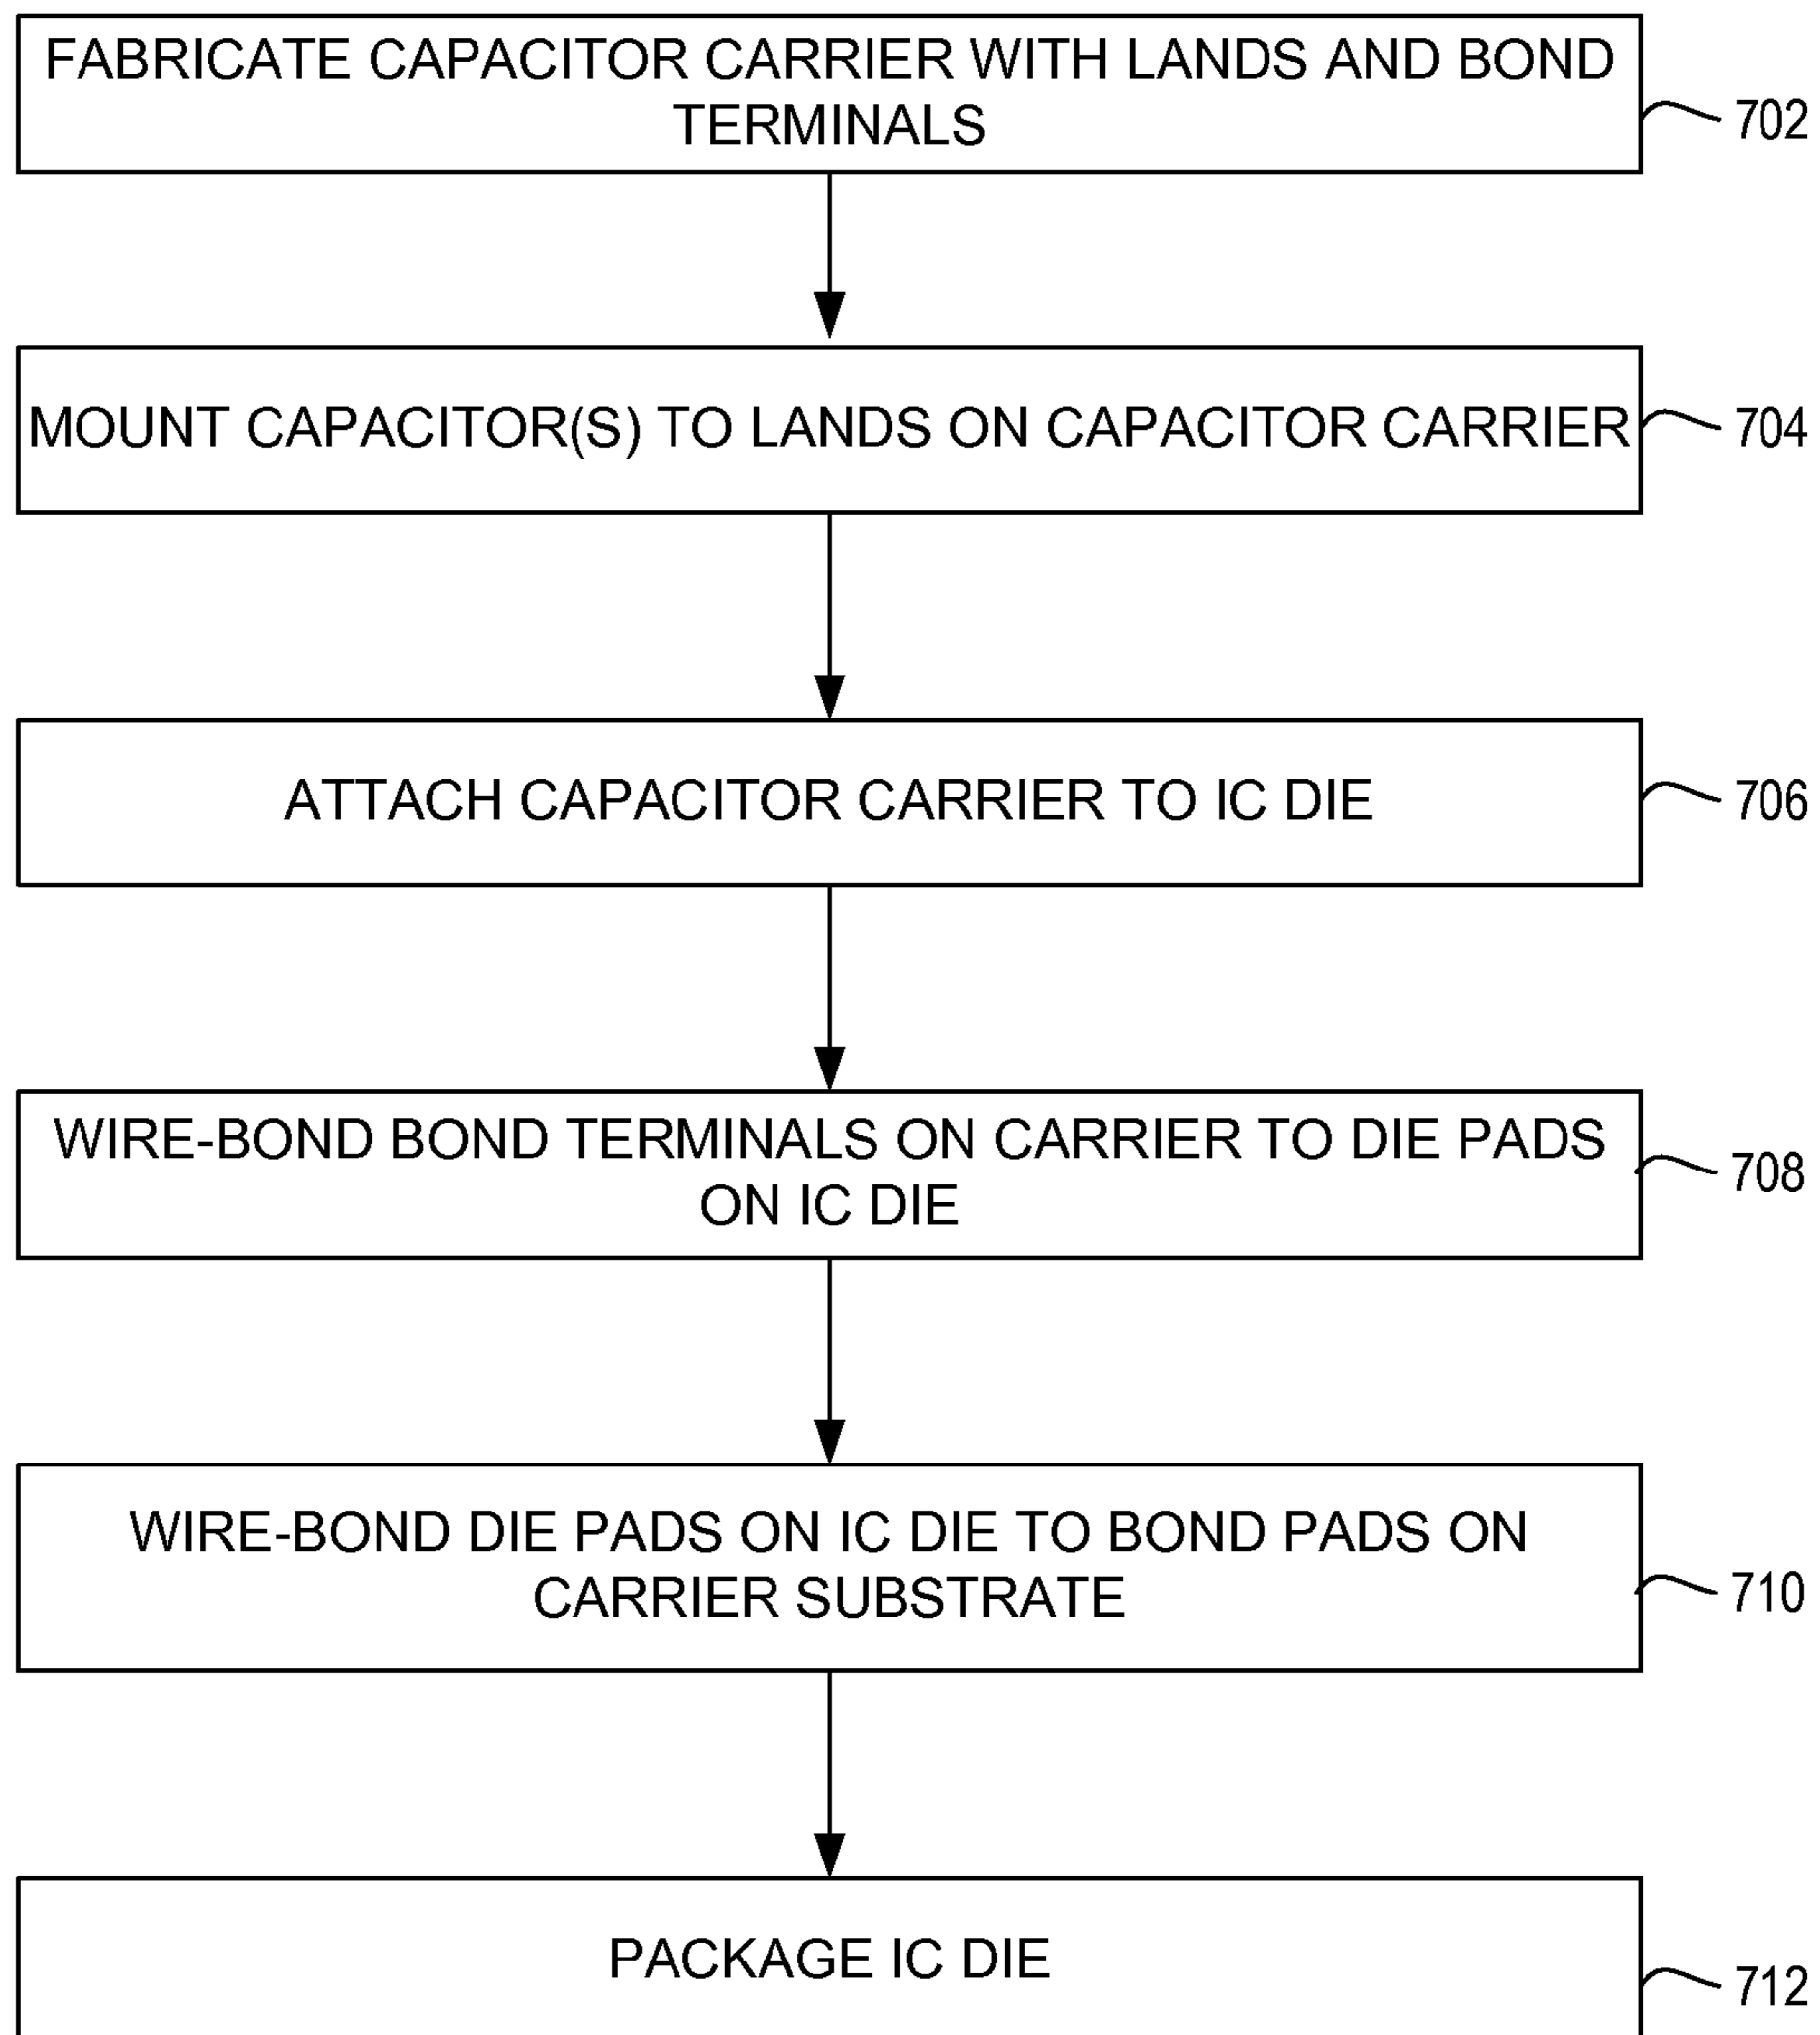 FABRICATE CAPACITOR CARRIER WITH LANDS AND BOND
TERMINALS
702
MOUNT CAPACITOR(S) TO LANDS ON CAPACITOR CARRIER
704
ATTACH CAPACITOR CARRIER TO IC DIE
706
WIRE-BOND BOND TERMINALS ON CARRIER TO DIE PADS
ON IC DIE
708
WIRE-BOND DIE PADS ON IC DIE TO BOND PADS ON
CARRIER SUBSTRATE
710
PACKAGE IC DIE
712